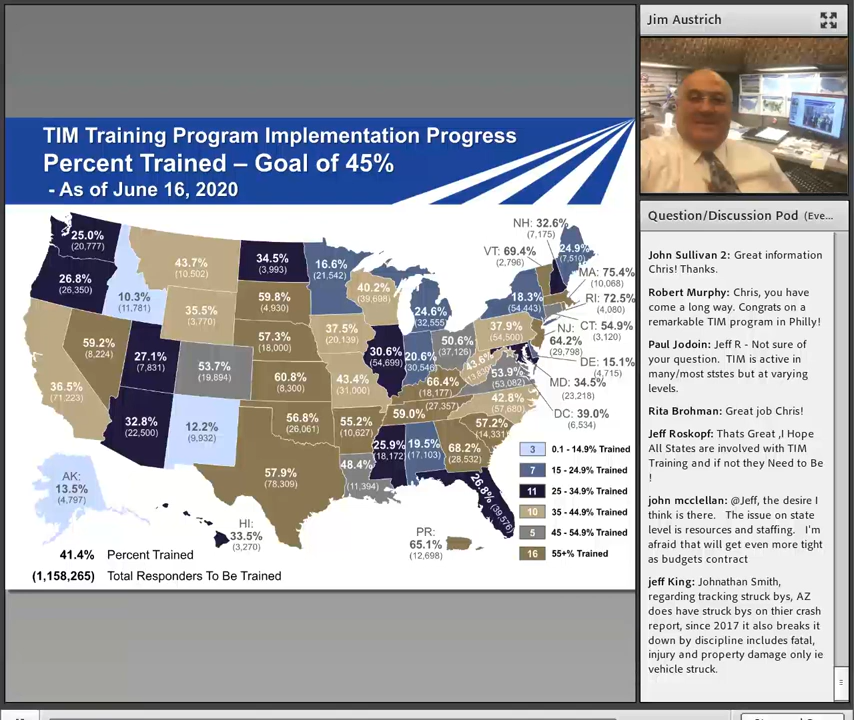 Jim Austrich
TIM Training Program Implementation Progress
Percent Trained – Goal of 45%
- As of June 16, 2020
25.0%
(20,777)
26.8%
(26,350)
10.3%
(11,781)
43.7%
(10,502)
34.5%
(3,993)
16.6%
(21,542)
40.2%
(39,698)
24.6%
(32,555)
18.3%
(54,443)
24.9%
(7,510)
NH: 32.6%
(7,175)
VT: 69.4%
(2,796)
MA: 75.4%
(10,068)
RI: 72.5%
(4,080)
CT: 54.9%
(3,120)
NJ:
64.2%
(29,798)
DE: 15.1%
(4,715)
MD: 34.5%
(23,218)
DC: 39.0%
(6,534)
35.5%
(3,770)
59.8%
(4,930)
57.3%
(18,000)
37.5%
(20,139)
30.6%
(54,699)
20.6%
(30,546)
50.6%
(37,126)
37.9%
(54,500)
43.6%
53.9%
(53,082)
59.2%
(8,224)
36.5%
(71,223)
27.1%
(7,831)
53.7%
(19,894)
60.8%
(8,300)
43.4%
(31,000)
66.4%
(18,177)
42.8%
(57,680)
32.8%
(22,500)
12.2%
(9,932)
56.8%
(26,061)
55.2%
(10,627)
59.0%
(27,357)
57.2%
(14,331)
57.9%
(78,309)
48.4%
(11,394)
25.9%
(18,172)
19.5%
(17,103)
68.2%
(28,532)
26.8%
(39,576)
AK:
13.5%
(4,797)
HI:
33.5%
(3,270)
PR:
65.1%
(12,698)
3 0.1 - 14.9% Trained
7 15 - 24.9% Trained
11 25 - 34.9% Trained
10 35 - 44.9% Trained
5 45 - 54.9% Trained
16 55+% Trained
41.4% Percent Trained
(1,158,265) Total Responders To Be Trained
Question/Discussion Pod (Eve...
John Sullivan 2: Great information
Chris! Thanks.
Robert Murphy: Chris, you have
come a long way. Congrats on a
remarkable TIM program in Philly!
Paul Jodoin: Jeff R - Not sure of
your question. TIM is active in
many/most ststes but at varying
levels.
Rita Brohman: Great job Chris!
Jeff Roskopf: Thats Great ,I Hope
All States are involved with TIM
Training and if not they Need to Be
!
john mcclellan: @Jeff, the desire I
think is there. The issue on state
level is resources and staffing. I'm
afraid that will get even more tight
as budgets contract
jeff King: Johnathan Smith,
regarding tracking struck bys, AZ
does have struck bys on thier crash
report, since 2017 it also breaks it
down by discipline includes fatal,
injury and property damage only ie
vehicle struck.